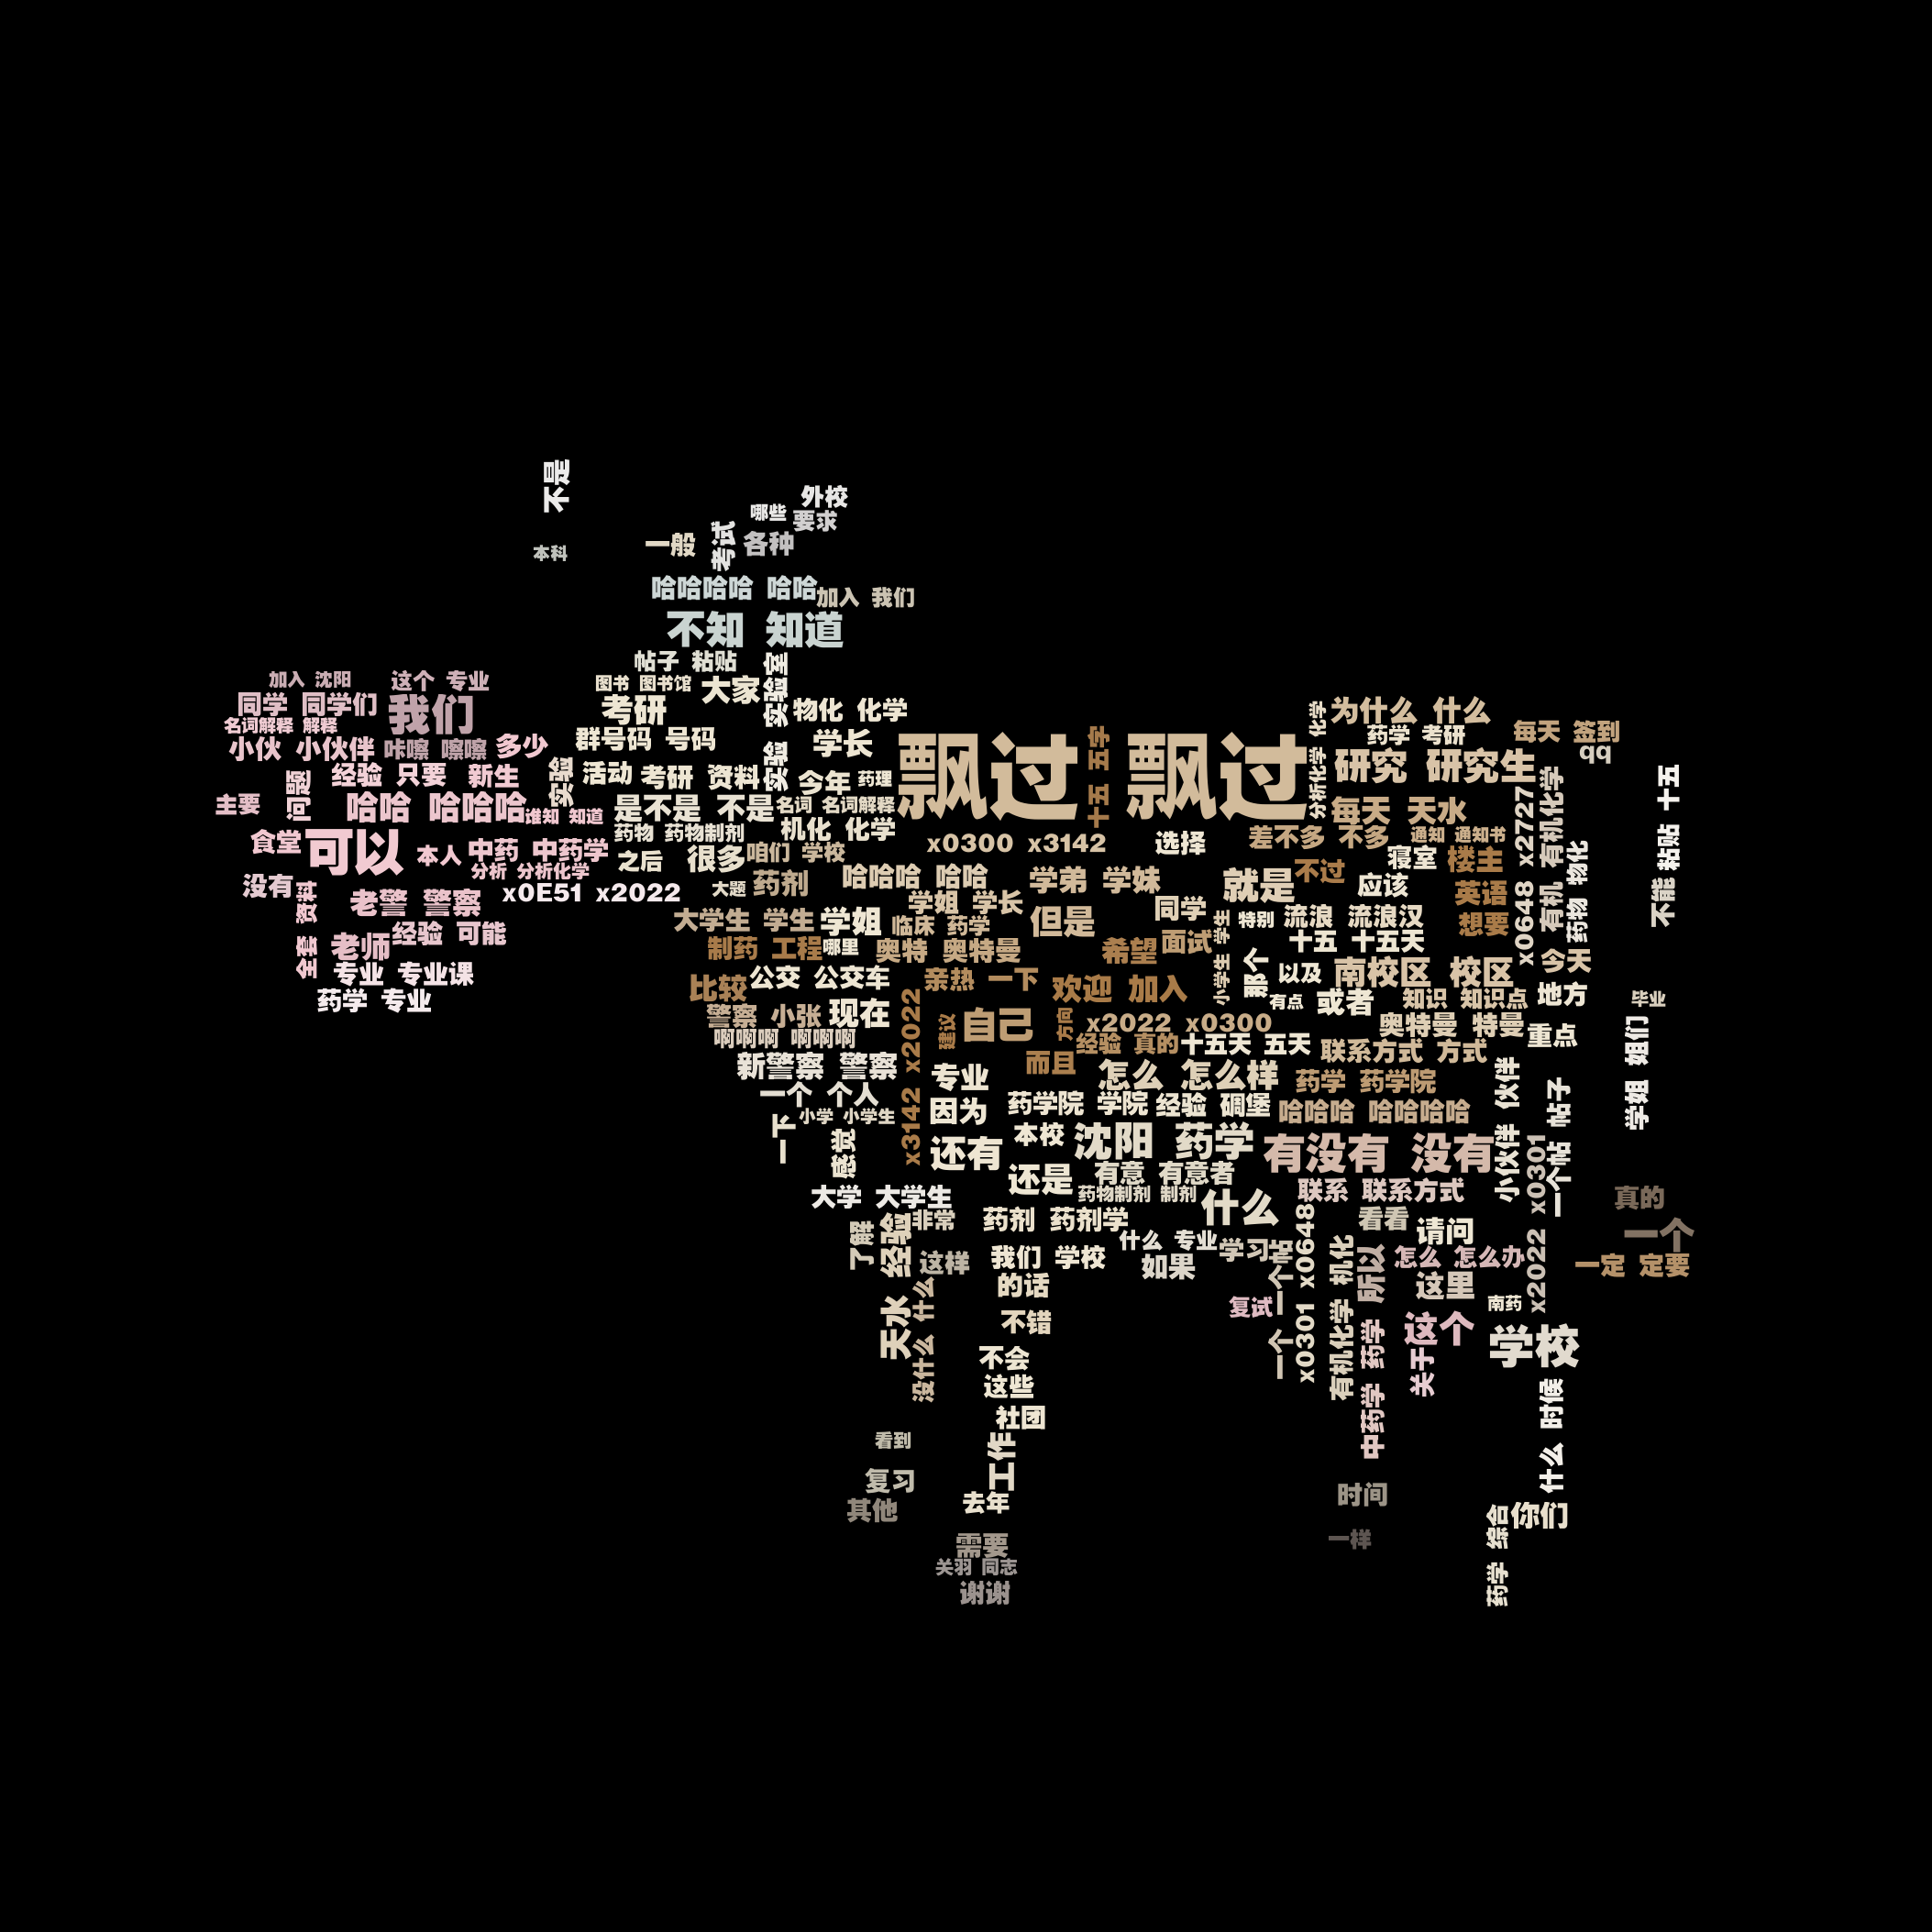 不是
外校
哪些
要求
本科
一般
考试
各种
哈哈哈哈 哈哈
加入 我们
不知 知道
帖子 粘贴
实验 实验室
加入 沈阳
这个 专业
图书 图书馆
大家
同学 同学们
我们
考研
物化 化学
名词解释 解释
群号码 号码
学长
小伙 小伙伴
咔嚓 嚓嚓
多少
飘过 飘过
十五 五字
分析化学 化学
为什么 什么
药学 考研
每天 签到
qq
研究 研究生
问题
经验 只要
新生
实验
活动
考研 资料
今年
药理
主要
哈哈 哈哈哈
谁知 知道
是不是 不是
名词 名词解释
每天 天水
粘贴 十五
食堂
可以
本人
中药 中药学
药物 药物制剂
机化 化学
x0300 x3142
选择
差不多 不多
通知 通知书
之后
很多
咱们 学校
寝室
楼主
x0648 x2727
有机 有机化学
药物 物化
分析 分析化学
没有
全套 资料
x0E51 x2022
大题
药剂
哈哈哈 哈哈
学弟 学妹
就是
不过
应该
英语
不能
老警 警察
学姐 学长
同学
大学生 学生
学姐
临床 药学
但是
小学生 学生
特别
流浪 流浪汉
想要
老师
经验 可能
制药 工程
哪里
奥特 奥特曼
希望
面试
十五 十五天
专业 专业课
比较
公交 公交车
亲热 一下
欢迎 加入
那个
以及
南校区 校区
今天
药学 专业
有点
或者
知识 知识点
地方
毕业
警察 小张
现在
x3142 x2022
建议
自己
方向
x2022 x0300
奥特曼 特曼
重点
啊啊啊 啊啊啊
经验 真的
十五天 五天
联系方式 方式
学姐 姐们
新警察 警察
而且
专业
怎么 怎么样
药学 药学院
小伙伴 伙伴
一个帖 帖子
一个 个人
因为
药学院 学院
经验 碉堡
哈哈哈 哈哈哈哈
一下
小学 小学生
感觉
还有
本校
沈阳 药学
有没有 没有
大学 大学生
还是
有意 有意者
药物制剂 制剂
什么
联系 联系方式
x2022 x0301
真的
了解
经验
非常
药剂 药剂学
看看
请问
一个
什么 专业
学习
这样
我们 学校
如果
x0301 x0648
有机化学 机化
所以
怎么 怎么办
一定 定要
的话
这里
天水
没什么 什么
复试
南药
不错
这个
学校
不会
中药学 药学
关于
这些
什么 时候
社团
看到
工作
复习
时间
其他
去年
药学 综合
你们
一样
需要
关羽 同志
谢谢